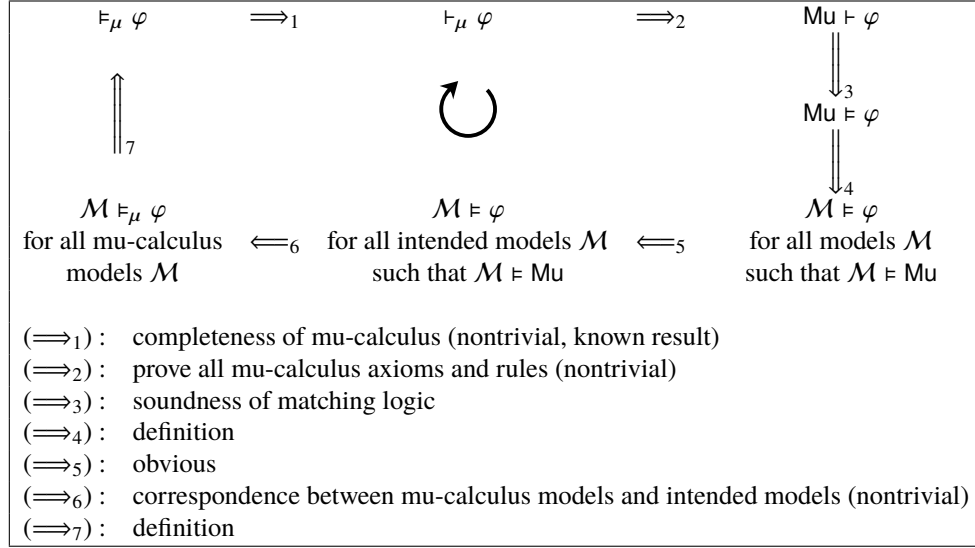 ⊨μ φ ⟹1 ⊢μ φ ⟹2 Mu ⊢ φ
⇓3
Mu ⊨ φ
⇑7 ⇓4
M ⊨μ φ M ⊨ φ M ⊨ φ
for all mu-calculus ⟸6 for all intended models M ⟸5 for all models M
models M such that M ⊨ Mu such that M ⊨ Mu
(⟹1) : completeness of mu-calculus (nontrivial, known result)
(⟹2) : prove all mu-calculus axioms and rules (nontrivial)
(⟹3) : soundness of matching logic
(⟹4) : definition
(⟹5) : obvious
(⟹6) : correspondence between mu-calculus models and intended models (nontrivial)
(⟹7) : definition